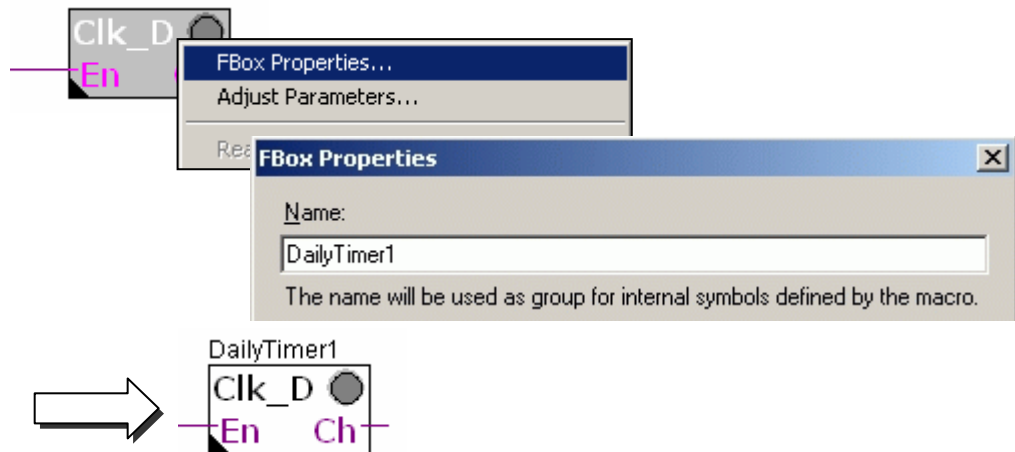 Clk_D
En
FBox Properties...
Adjust Parameters...
FBox Properties
Name:
DailyTimer1
The name will be used as group for internal symbols defined by the macro.
DailyTimer1
Clk_D
En Ch